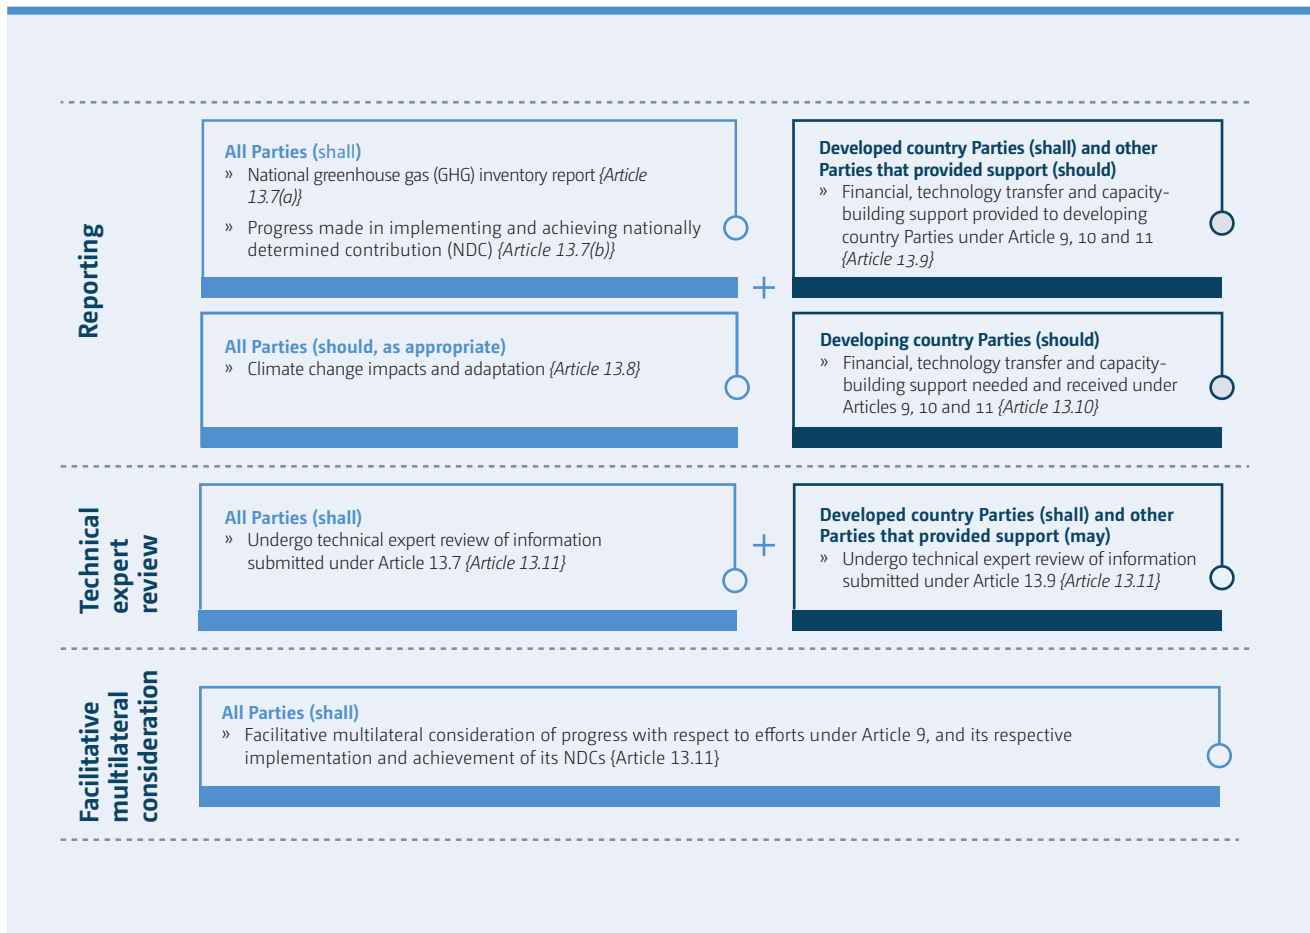 Reporting
All Parties (shall)
» National greenhouse gas (GHG) inventory report {Article
13.7(a)}
» Progress made in implementing and achieving nationally
determined contribution (NDC) {Article 13.7(b)}
+
Developed country Parties (shall) and other
Parties that provided support (should)
» Financial, technology transfer and capacity-
building support provided to developing
country Parties under Article 9, 10 and 11
{Article 13.9}
All Parties (should, as appropriate)
» Climate change impacts and adaptation {Article 13.8}
Developing country Parties (should)
» Financial, technology transfer and capacity-
building support needed and received under
Articles 9, 10 and 11 {Article 13.10}
Technical
expert
review
All Parties (shall)
» Undergo technical expert review of information
submitted under Article 13.7 {Article 13.11}
+
Developed country Parties (shall) and other
Parties that provided support (may)
» Undergo technical expert review of information
submitted under Article 13.9 {Article 13.11}
Facilitative
multilateral
consideration
All Parties (shall)
» Facilitative multilateral consideration of progress with respect to efforts under Article 9, and its respective
implementation and achievement of its NDCs {Article 13.11}